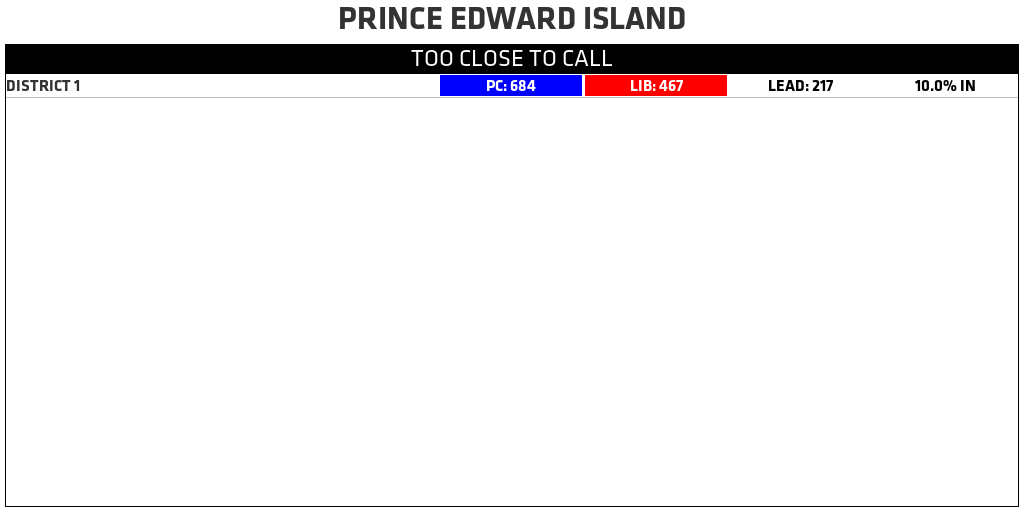 PRINCE EDWARD ISLAND
TOO CLOSE TO CALL
DISTRICT 1 PC: 684 LIB: 467 LEAD: 217 10.0% IN